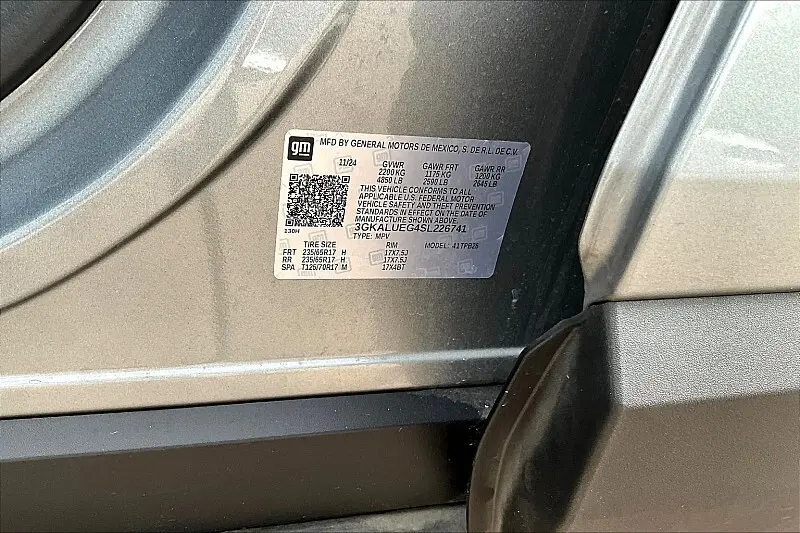 gm MFD BY GENERAL MOTORS DE MEXICO, S. DE R.L. DE C.V.
11/24 GVWR GAWR FRT GAWR RR
2200 KG 1175 KG 1200 KG
4850 LB 2590 LB 2645 LB
THIS VEHICLE CONFORMS TO ALL
APPLICABLE U.S. FEDERAL MOTOR
VEHICLE SAFETY AND THEFT PREVENTION
STANDARDS IN EFFECT ON THE DATE OF
MANUFACTURE SHOWN ABOVE.
130H
3GKALUEG4SL226741
TYPE: MPV MODEL: 41TPB26
TIRE SIZE RIM
FRT 235/65R17 H 17X7.5J
RR 235/65R17 H 17X7.5J
SPA T125/70R17 M 17X4BT